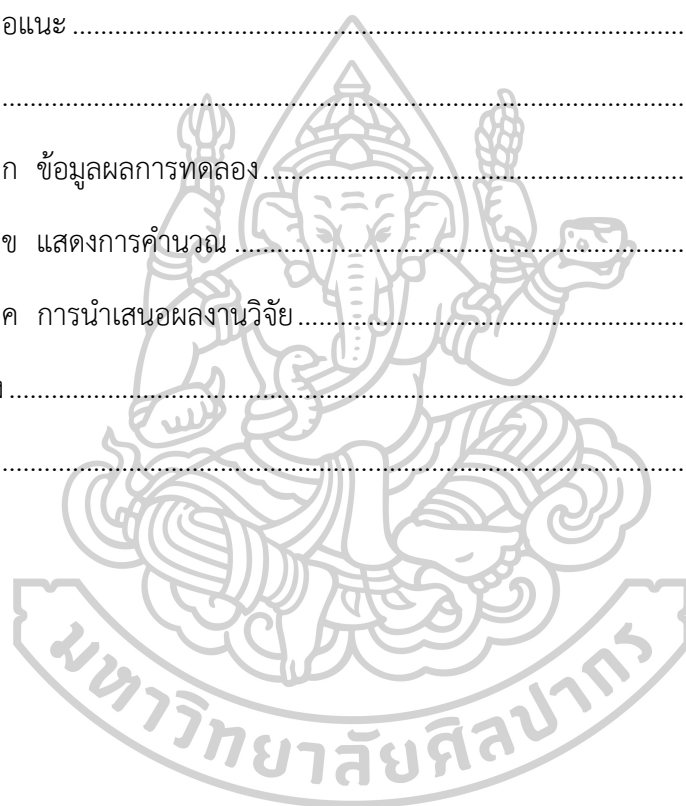 อแนะ ................................................................................
................................................................................
ก ข้อมูลผลการทดลอง................................................................................
ข แสดงการคำนวณ ................................................................................
ค การนำเสนอผลงานวิจัย ................................................................................
................................................................................
................................................................................
มหาวิทยาลัยศิลปากร